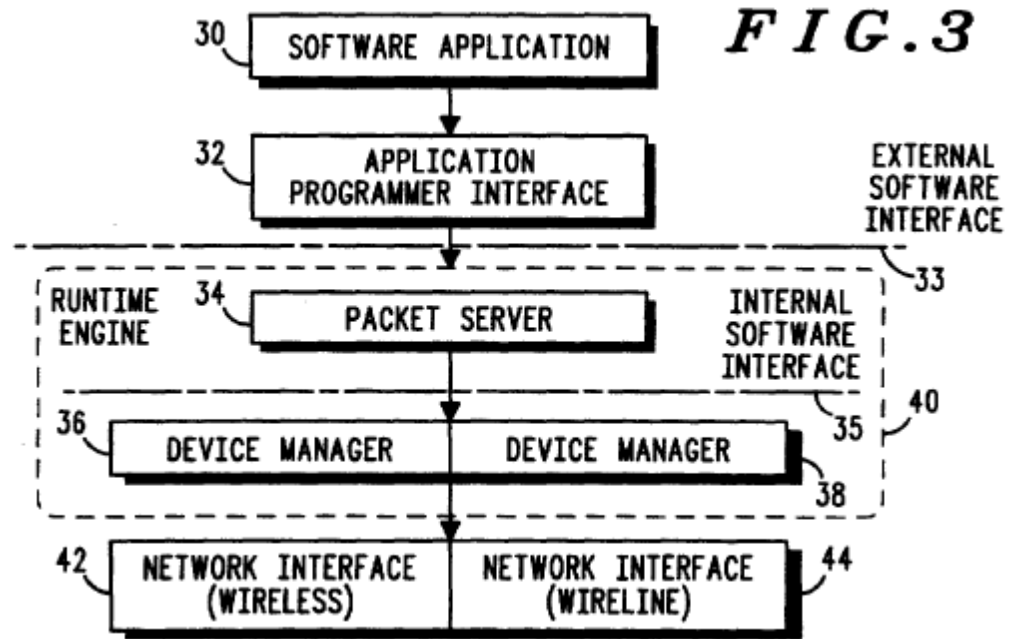 FIG.3
30
SOFTWARE APPLICATION
32
APPLICATION
PROGRAMMER INTERFACE
EXTERNAL
SOFTWARE
INTERFACE
33
RUNTIME
ENGINE
34
PACKET SERVER
INTERNAL
SOFTWARE
INTERFACE
35
40
36
DEVICE MANAGER
DEVICE MANAGER
38
42
NETWORK INTERFACE
(WIRELESS)
NETWORK INTERFACE
(WIRELINE)
44